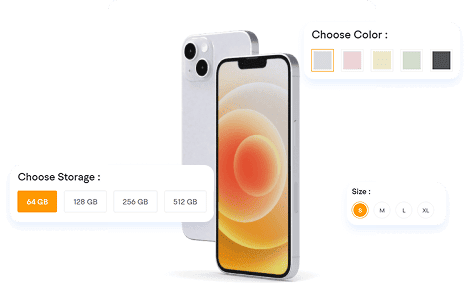 Choose Color :
Choose Storage :
64 GB 128 GB 256 GB 512 GB
Size :
S M L XL